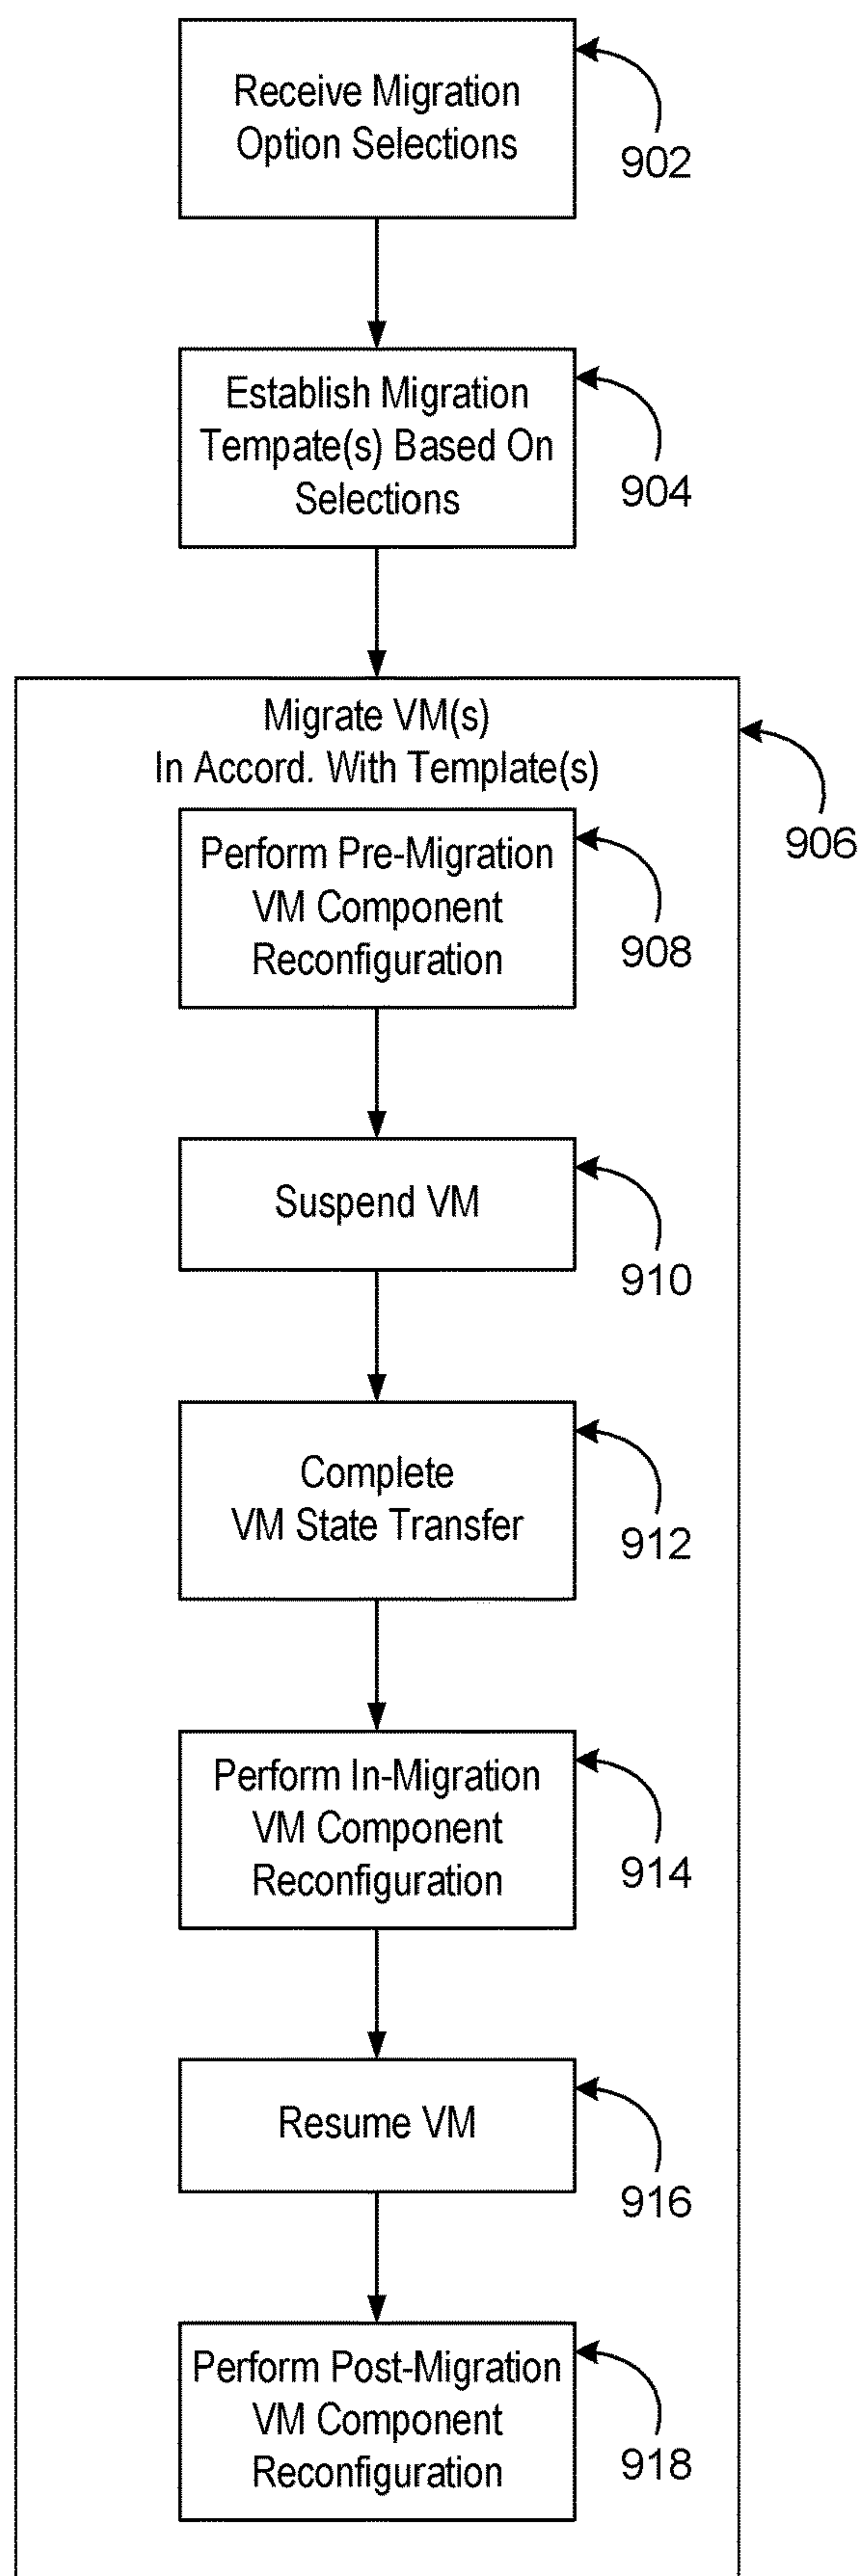 Receive Migration
Option Selections
902
Establish Migration
Tempate(s) Based On
Selections
904
Migrate VM(s)
In Accord. With Template(s)
906
Perform Pre-Migration
VM Component
Reconfiguration
908
Suspend VM
910
Complete
VM State Transfer
912
Perform In-Migration
VM Component
Reconfiguration
914
Resume VM
916
Perform Post-Migration
VM Component
Reconfiguration
918